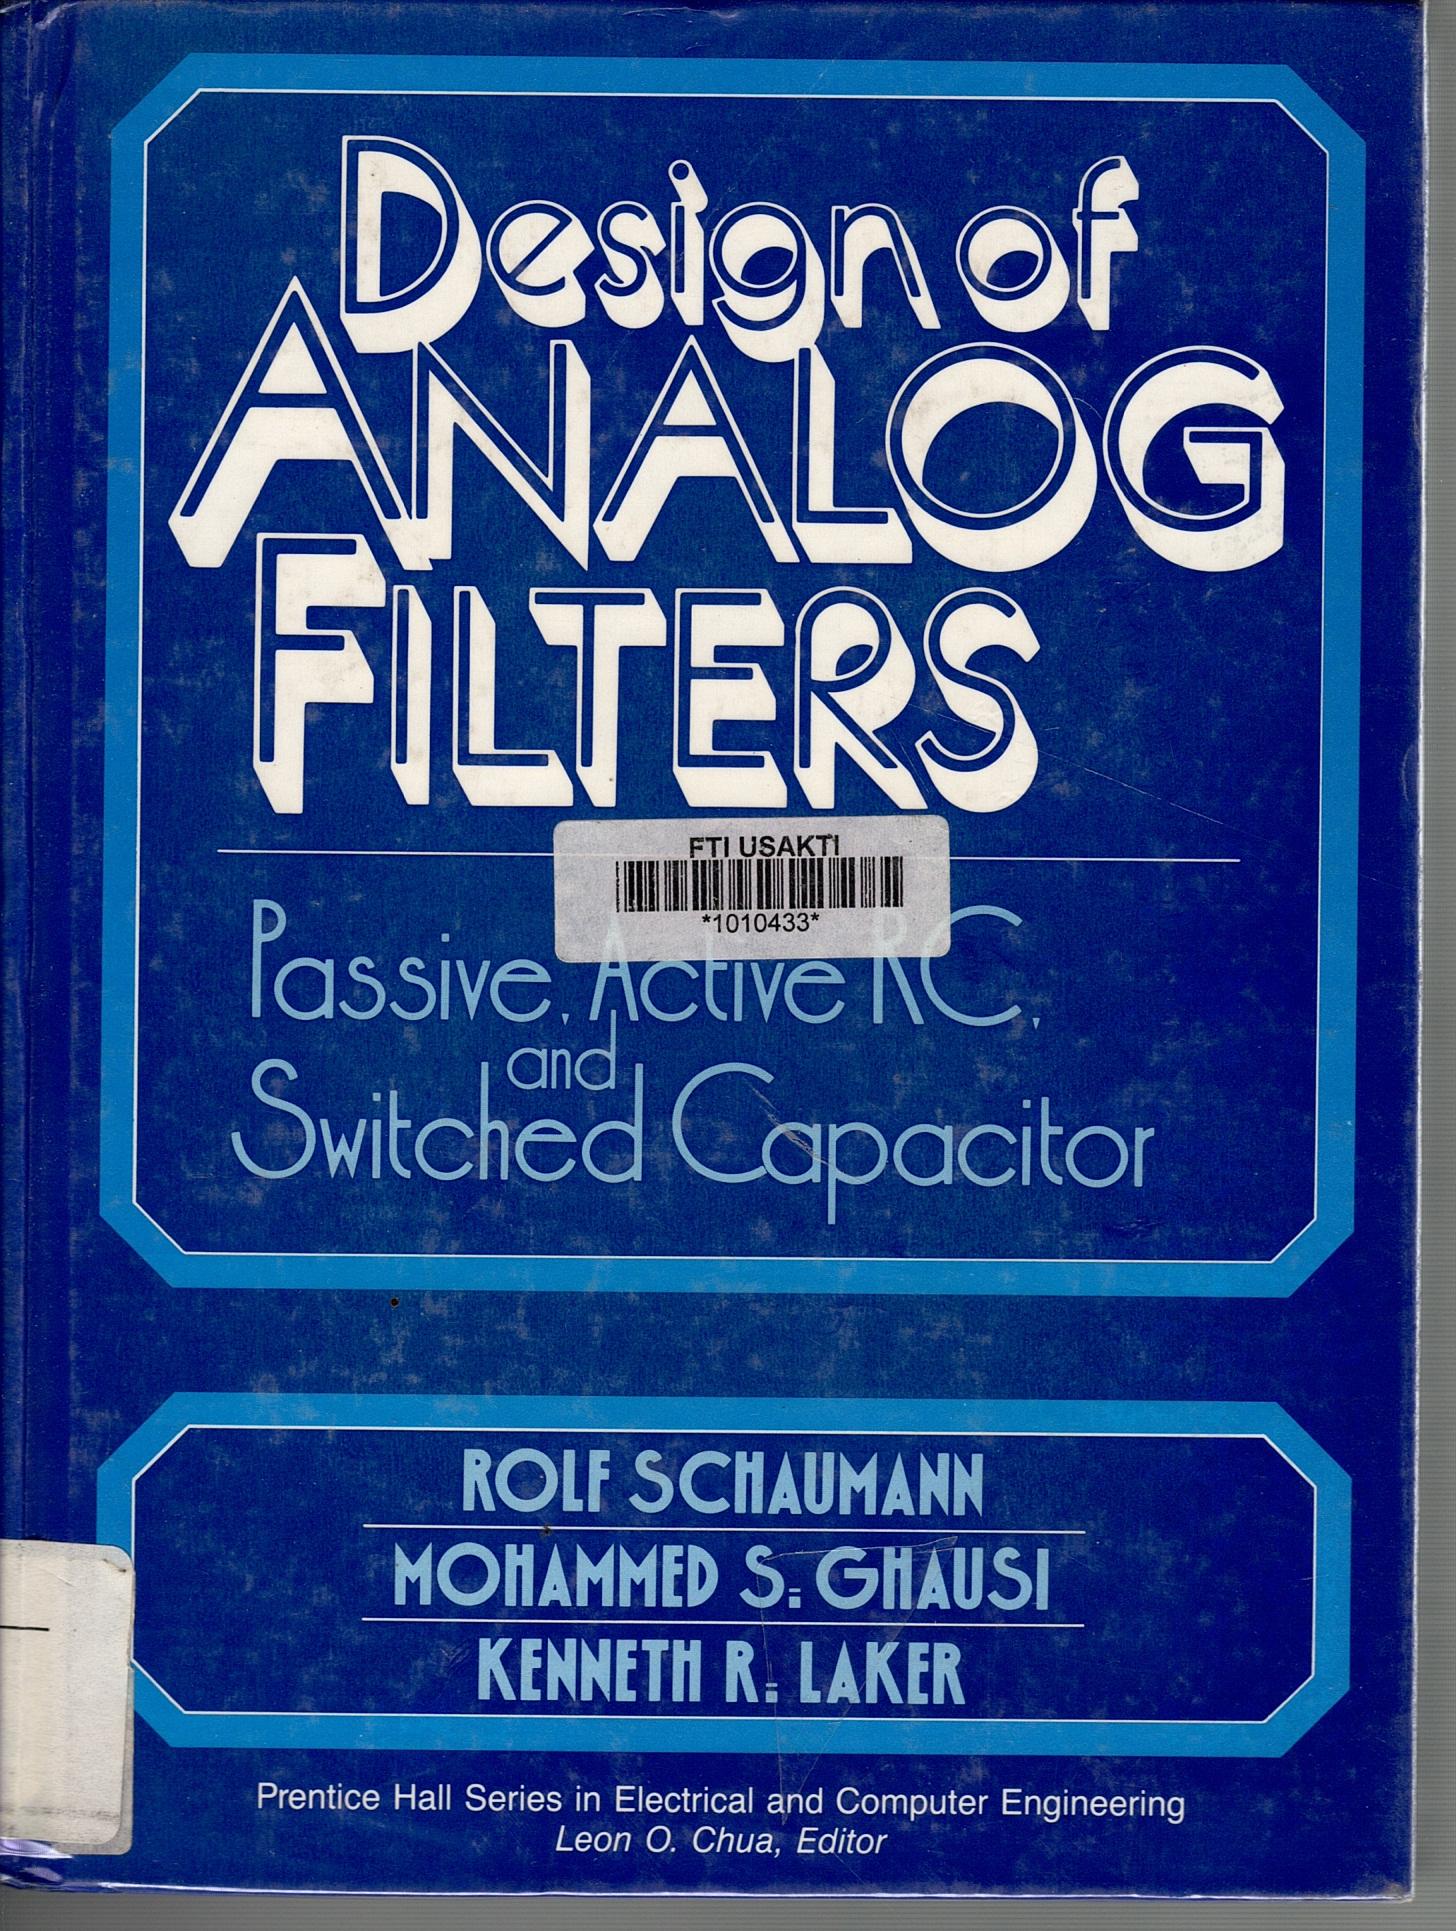 Design of
ANALOG
FILTERS
FTI USAKTI
*1010433*
Passive, Active RC,
and
Switched Capacitor
ROLF SCHAUMANN
MOHAMMED S. GHAUSI
KENNETH R. LAKER
Prentice Hall Series in Electrical and Computer Engineering
Leon O. Chua, Editor